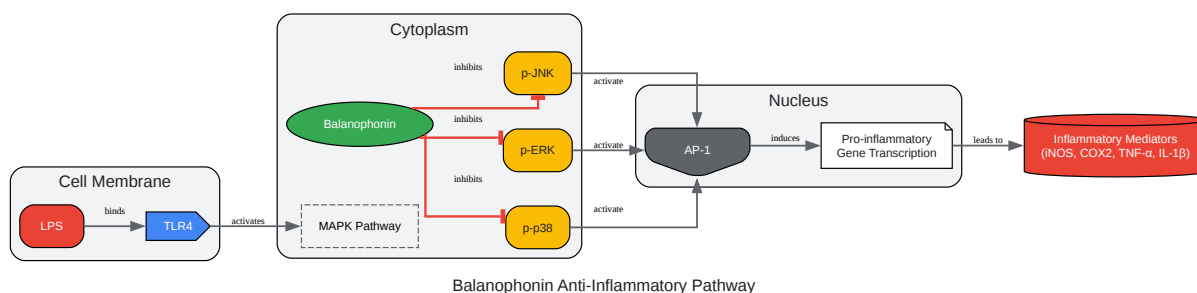 Cell Membrane
LPS
binds
TLR4
activates
Cytoplasm
Balanophonin
MAPK Pathway
inhibits
p-JNK
inhibits
p-ERK
inhibits
p-p38
activate
activate
activate
Nucleus
AP-1
induces
Pro-inflammatory
Gene Transcription
leads to
Inflammatory Mediators
(iNOS, COX2, TNF-α, IL-1β)
Balanophonin Anti-Inflammatory Pathway